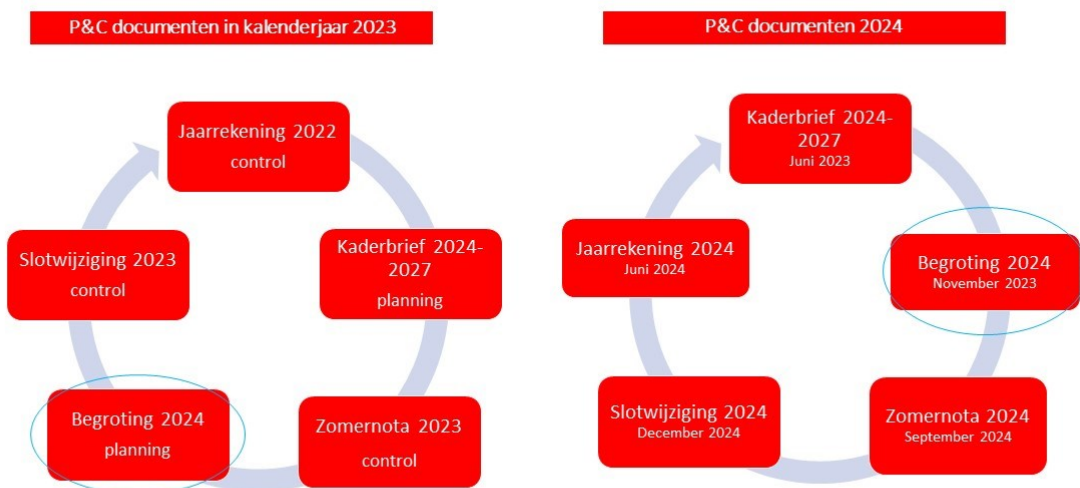 P&C documenten in kalenderjaar 2023
Jaarrekening 2022
control
Kaderbrief 2024-
2027
planning
Zomernota 2023
control
Begroting 2024
planning
Slotwijziging 2023
control
P&C documenten 2024
Kaderbrief 2024-
2027
Juni 2023
Begroting 2024
November 2023
Zomernota 2024
September 2024
Slotwijziging 2024
December 2024
Jaarrekening 2024
Juni 2024